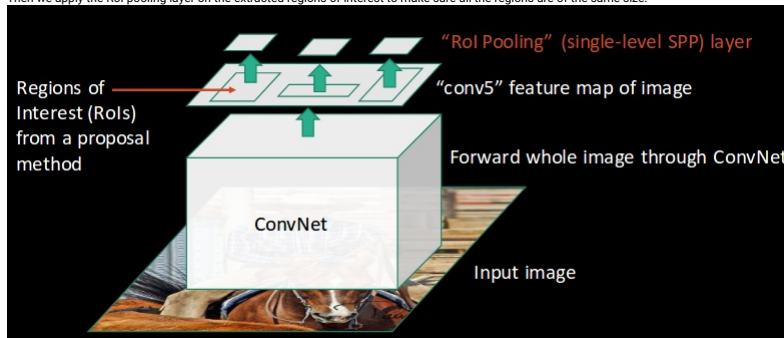 Then we apply the RoI pooling layer on the extracted regions of interest to make sure all the regions are of the same size.
"RoI Pooling" (single-level SPP) layer
Regions of
Interest (RoIs)
from a proposal
method
"conv5" feature map of image
Forward whole image through ConvNet
ConvNet
Input image